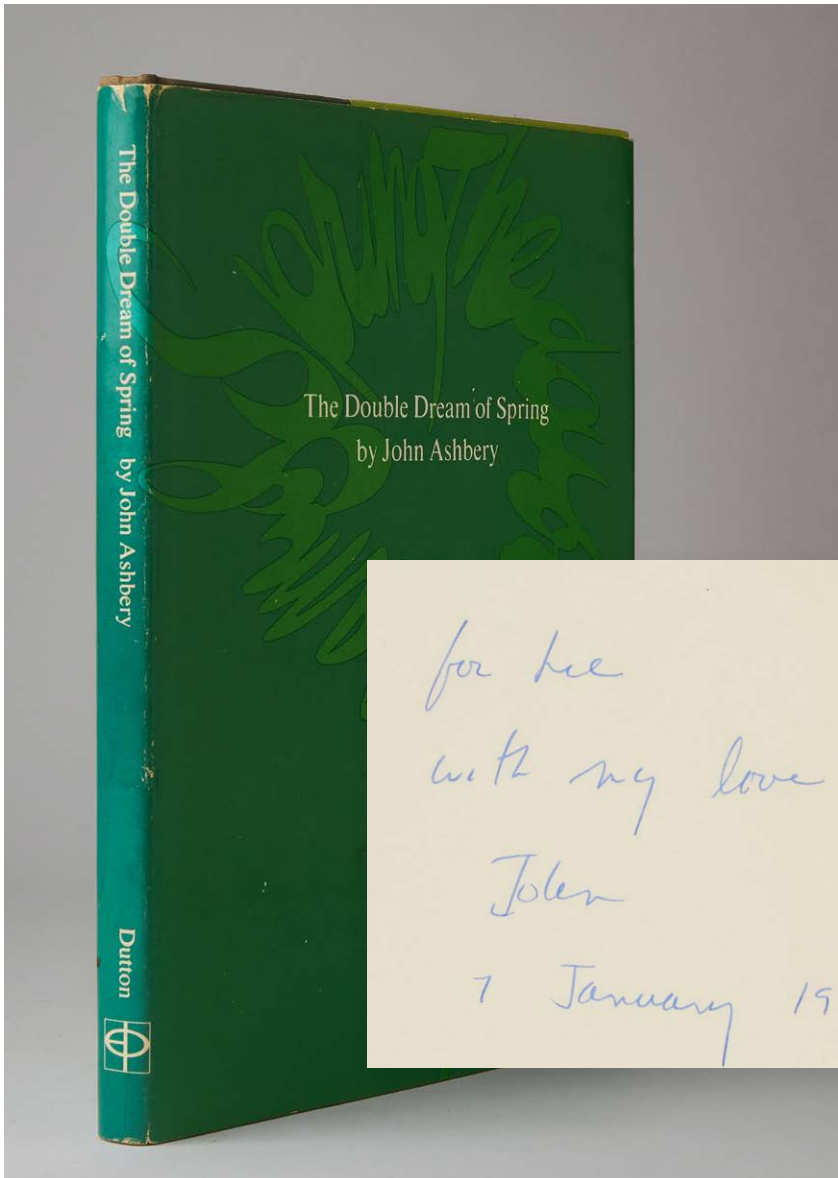 The Double Dream of Spring by John Ashbery
Dutton
The Double Dream of Spring
by John Ashbery
for
with my love
John
7 January 19